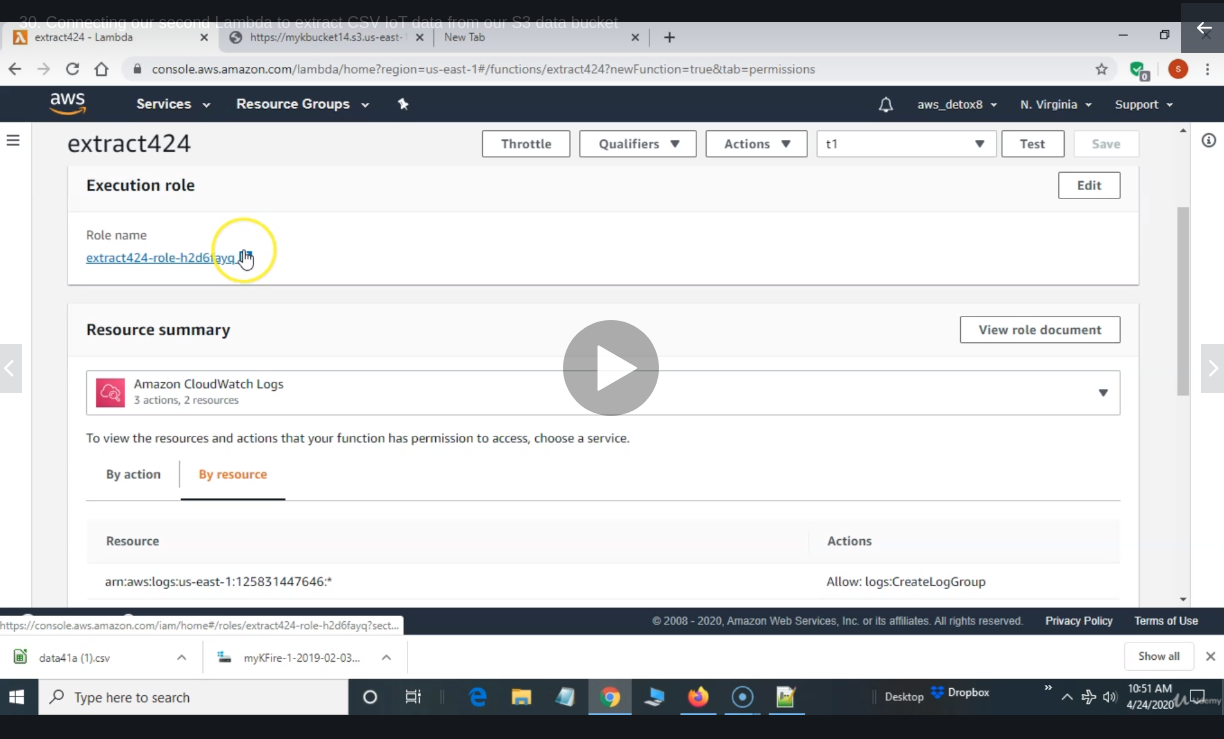 30. Connecting our second Lambda to extract CSV IoT data from our S3 data bucket
extract424 - Lambda
https://mykbucket14.s3.us-east-
New Tab
console.aws.amazon.com/lambda/home?region=us-east-1#/functions/extract424?newFunction=true&tab=permissions
0
S
aws
Services
Resource Groups
aws_detox8
N. Virginia
Support
extract424
Throttle
Qualifiers
Actions
t1
Test
Save
Execution role
Edit
Role name
extract424-role-h2d6fayq
Resource summary
View role document
Amazon CloudWatch Logs
3 actions, 2 resources
To view the resources and actions that your function has permission to access, choose a service.
By action
By resource
Resource
Actions
arn:aws:logs:us-east-1:125831447646:*
Allow: logs:CreateLogGroup
https://console.aws.amazon.com/iam/home#/roles/extract424-role-h2d6fayq?sect...
© 2008 - 2020, Amazon Web Services, Inc. or its affiliates. All rights reserved.
Privacy Policy
Terms of Use
data41a (1).csv
myKFire-1-2019-02-03...
Show all
Type here to search
Desktop
Dropbox
10:51 AM
4/24/2020
Udemy